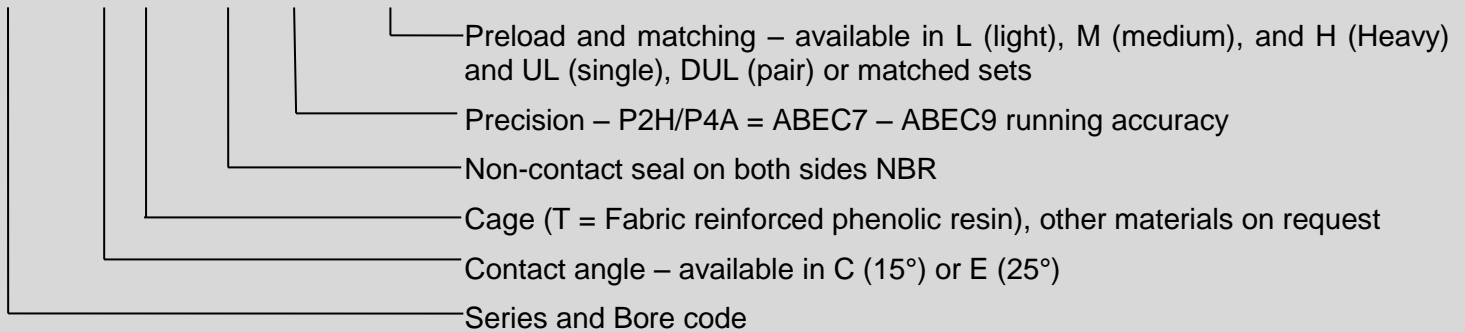 Preload and matching – available in L (light), M (medium), and H (Heavy)
and UL (single), DUL (pair) or matched sets
Precision – P2H/P4A = ABEC7 – ABEC9 running accuracy
Non-contact seal on both sides NBR
Cage (T = Fabric reinforced phenolic resin), other materials on request
Contact angle – available in C (15°) or E (25°)
Series and Bore code